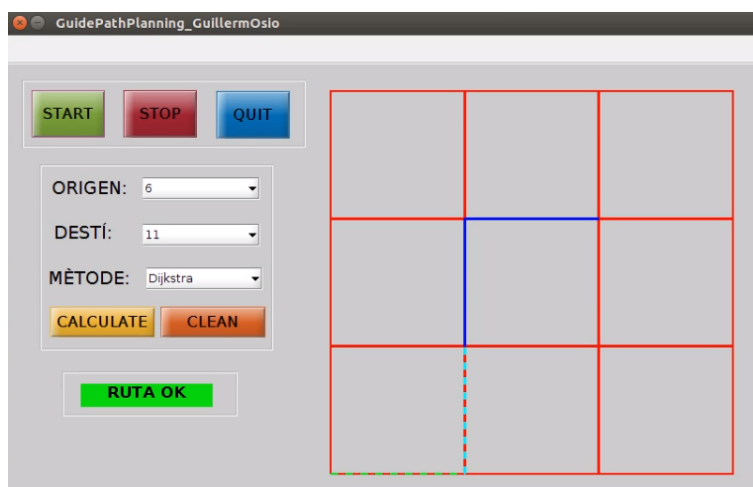 GuidePathPlanning_GuillermOsio
START STOP QUIT
ORIGEN: 6
DESTÍ: 11
MÈTODE: Dijkstra
CALCULATE CLEAN
RUTA OK